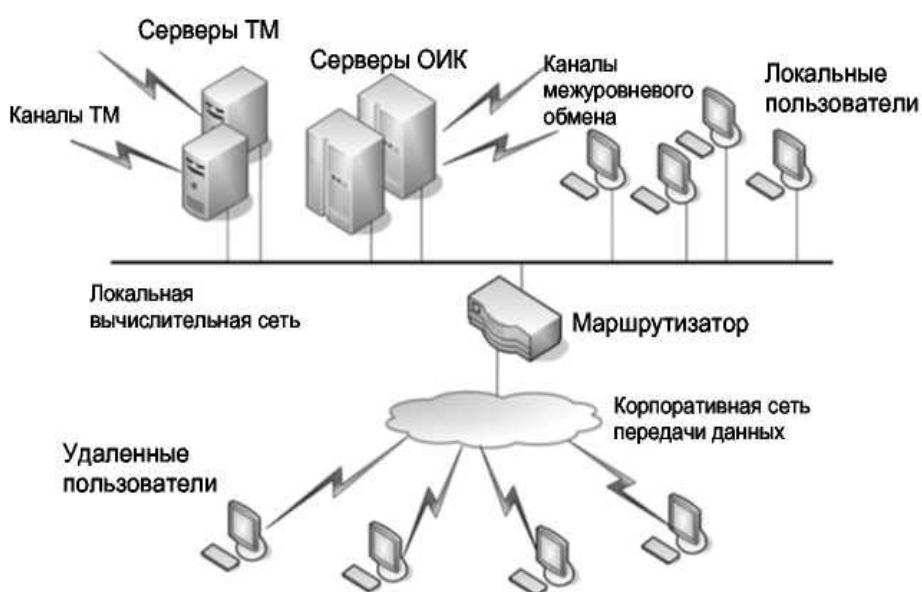 Серверы ТМ
Серверы ОИК
Каналы ТМ
Каналы
межуровневого
обмена
Локальные
пользователи
Локальная
вычислительная сеть
Маршрутизатор
Корпоративная сеть
передачи данных
Удаленные
пользователи